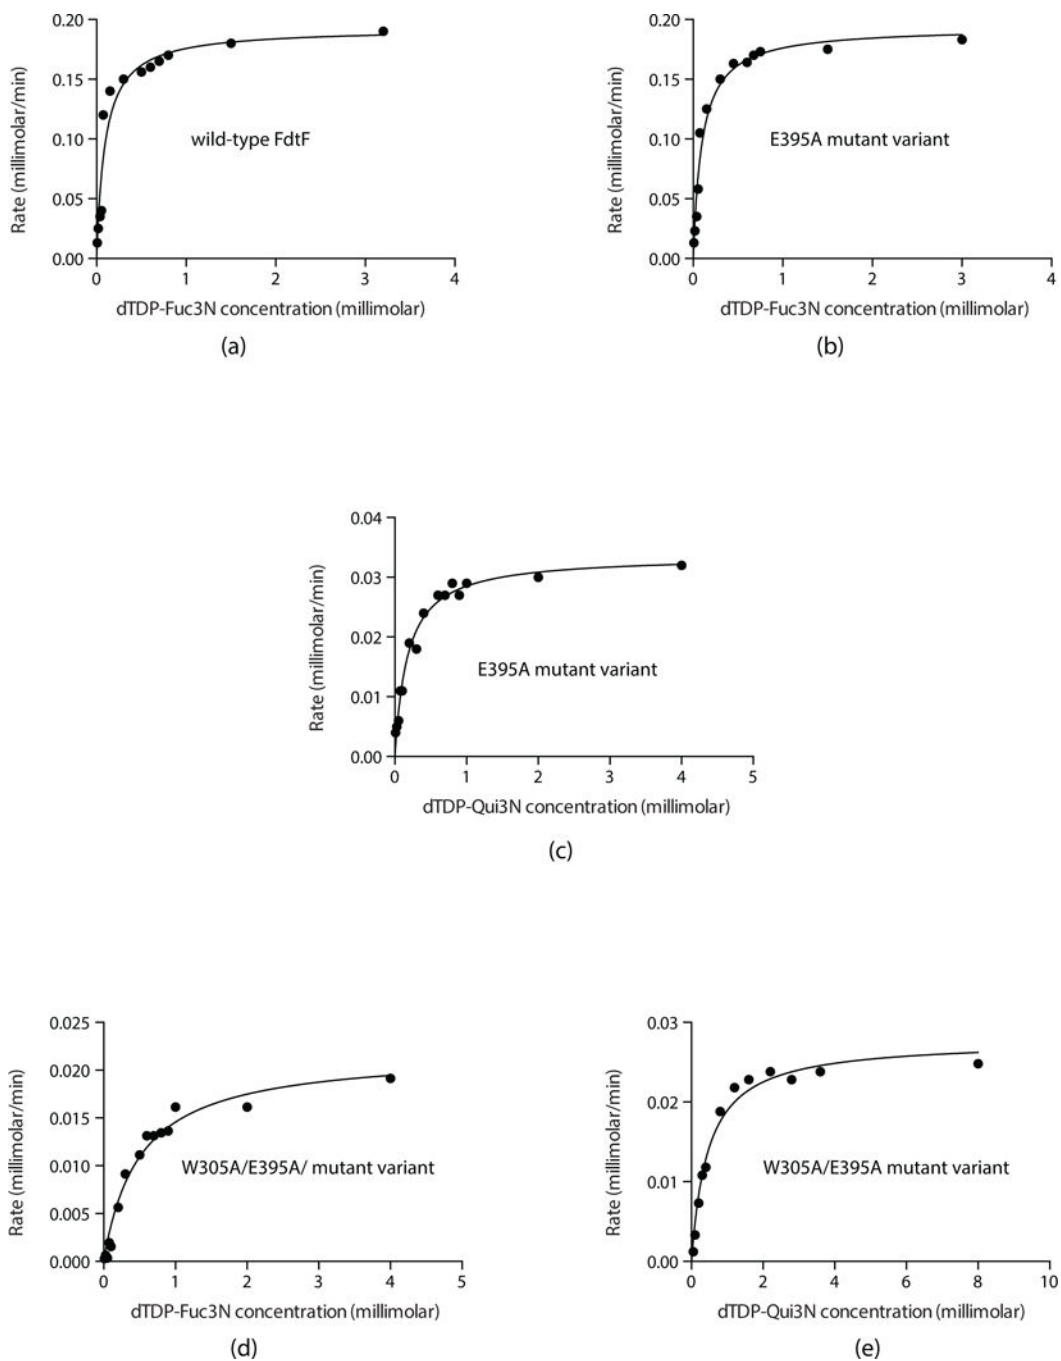 0.20
0.15
0.10
0.05
0.00
Rate (millimolar/min)
wild-type FdtF
0 1 2 3 4
dTDP-Fuc3N concentration (millimolar)
(a)
0.20
0.15
0.10
0.05
0.00
Rate (millimolar/min)
E395A mutant variant
0 1 2 3 4
dTDP-Fuc3N concentration (millimolar)
(b)
0.04
0.03
0.02
0.01
0.00
Rate (millimolar/min)
E395A mutant variant
0 1 2 3 4 5
dTDP-Qui3N concentration (millimolar)
(c)
0.025
0.020
0.015
0.010
0.005
0.000
Rate (millimolar/min)
W305A/E395A/ mutant variant
0 1 2 3 4 5
dTDP-Fuc3N concentration (millimolar)
(d)
0.03
0.02
0.01
0.00
Rate (millimolar/min)
W305A/E395A mutant variant
0 2 4 6 8 10
dTDP-Qui3N concentration (millimolar)
(e)